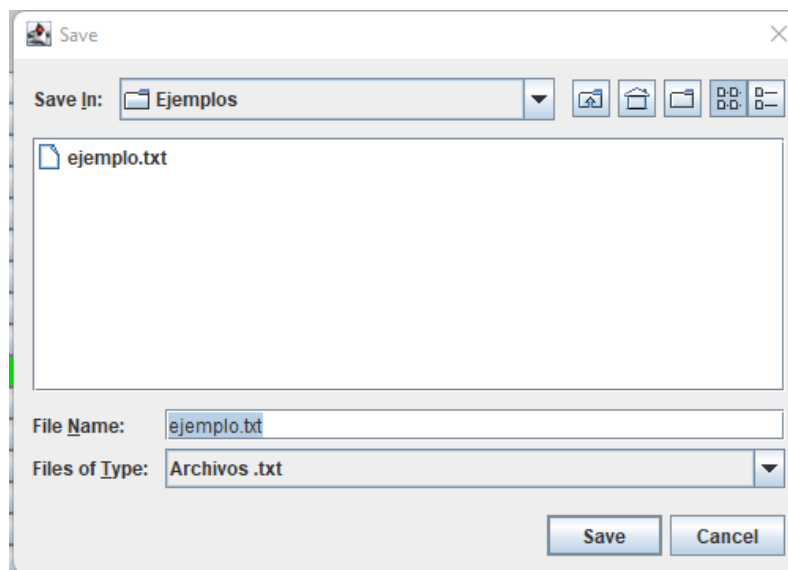 Save
Save In: Ejemplos
ejemplo.txt
File Name: ejemplo.txt
Files of Type: Archivos .txt
Save Cancel